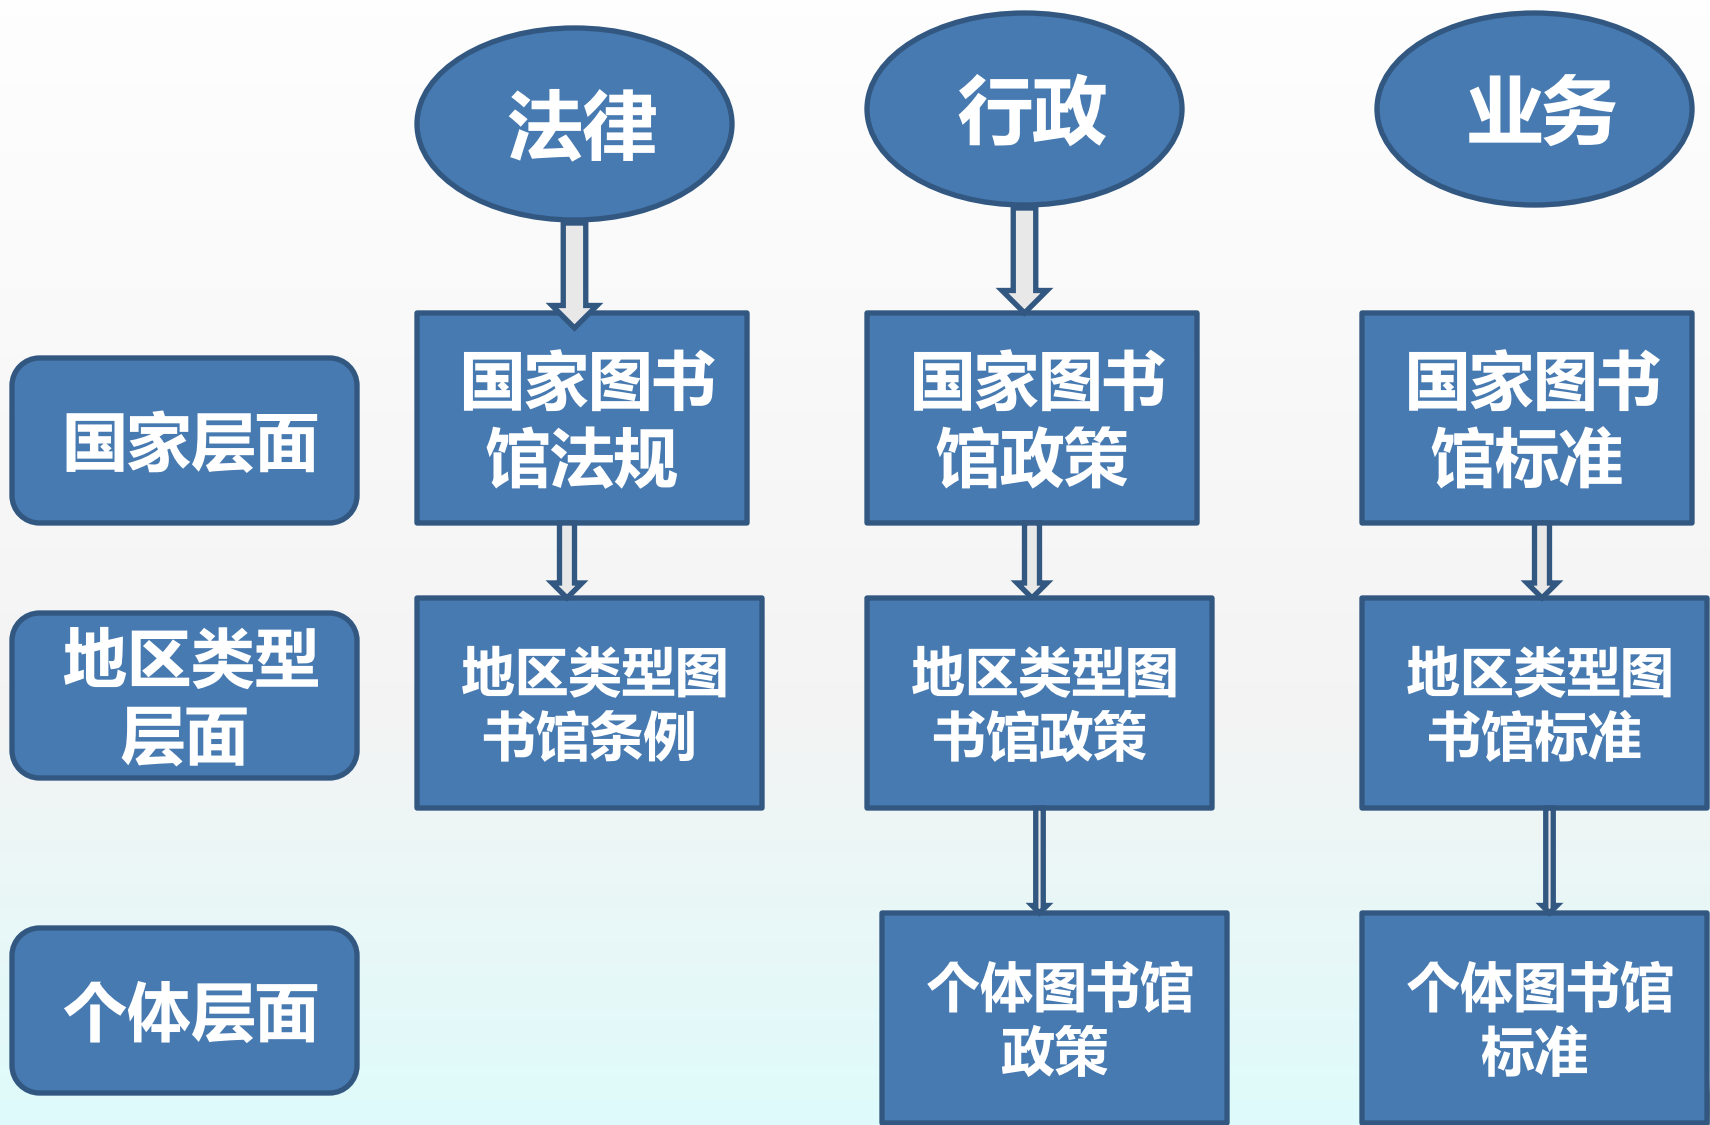 法律
行政
业务
国家层面
国家图书
馆法规
国家图书
馆政策
国家图书
馆标准
地区类型
层面
地区类型图
书馆条例
地区类型图
书馆政策
地区类型图
书馆标准
个体层面
个体图书馆
政策
个体图书馆
标准